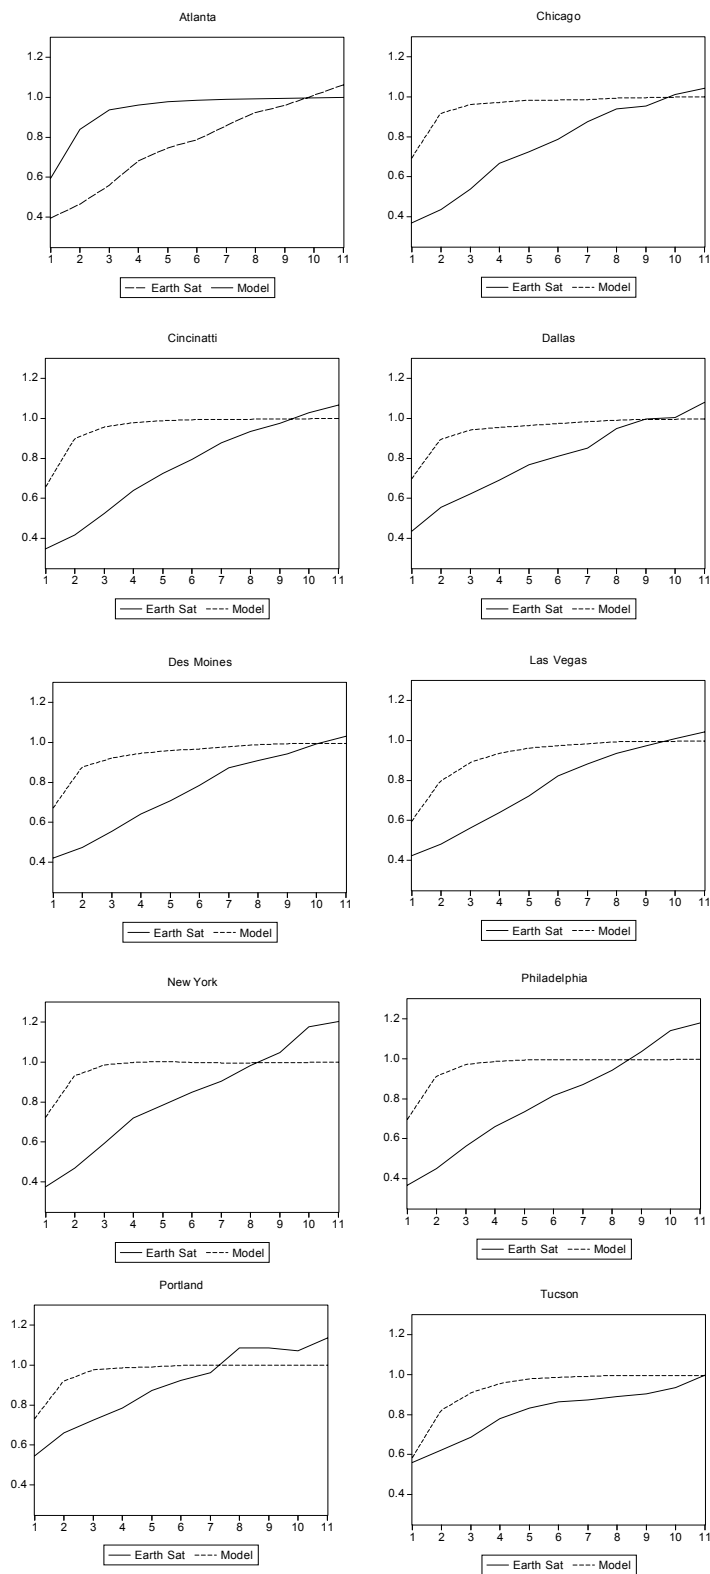 Atlanta
1.2
1.0
0.8
0.6
0.4
1 2 3 4 5 6 7 8 9 10 11
Earth Sat Model
Chicago
1.2
1.0
0.8
0.6
0.4
1 2 3 4 5 6 7 8 9 10 11
Earth Sat Model
Cincinatti
1.2
1.0
0.8
0.6
0.4
1 2 3 4 5 6 7 8 9 10 11
Earth Sat Model
Dallas
1.2
1.0
0.8
0.6
0.4
1 2 3 4 5 6 7 8 9 10 11
Earth Sat Model
Des Moines
1.2
1.0
0.8
0.6
0.4
1 2 3 4 5 6 7 8 9 10 11
Earth Sat Model
Las Vegas
1.2
1.0
0.8
0.6
0.4
1 2 3 4 5 6 7 8 9 10 11
Earth Sat Model
New York
1.2
1.0
0.8
0.6
0.4
1 2 3 4 5 6 7 8 9 10 11
Earth Sat Model
Philadelphia
1.2
1.0
0.8
0.6
0.4
1 2 3 4 5 6 7 8 9 10 11
Earth Sat Model
Portland
1.2
1.0
0.8
0.6
0.4
1 2 3 4 5 6 7 8 9 10 11
Earth Sat Model
Tucson
1.2
1.0
0.8
0.6
0.4
1 2 3 4 5 6 7 8 9 10 11
Earth Sat Model